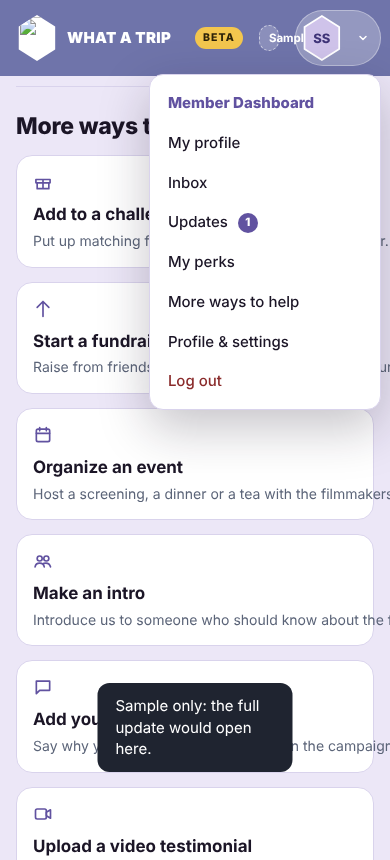 WHAT A TRIP
BETA
Sampl
SS
Member Dashboard
My profile
Inbox
Updates 1
My perks
More ways to help
Profile & settings
Log out
More ways t
Add to a challe
Put up matching f
r.
Start a fundrai
Raise from friends
Organize an event
Host a screening, a dinner or a tea with the filmmakers
Make an intro
Introduce us to someone who should know about the f
Add you
Say why y
n the campaign
Sample only: the full
update would open
here.
Upload a video testimonial